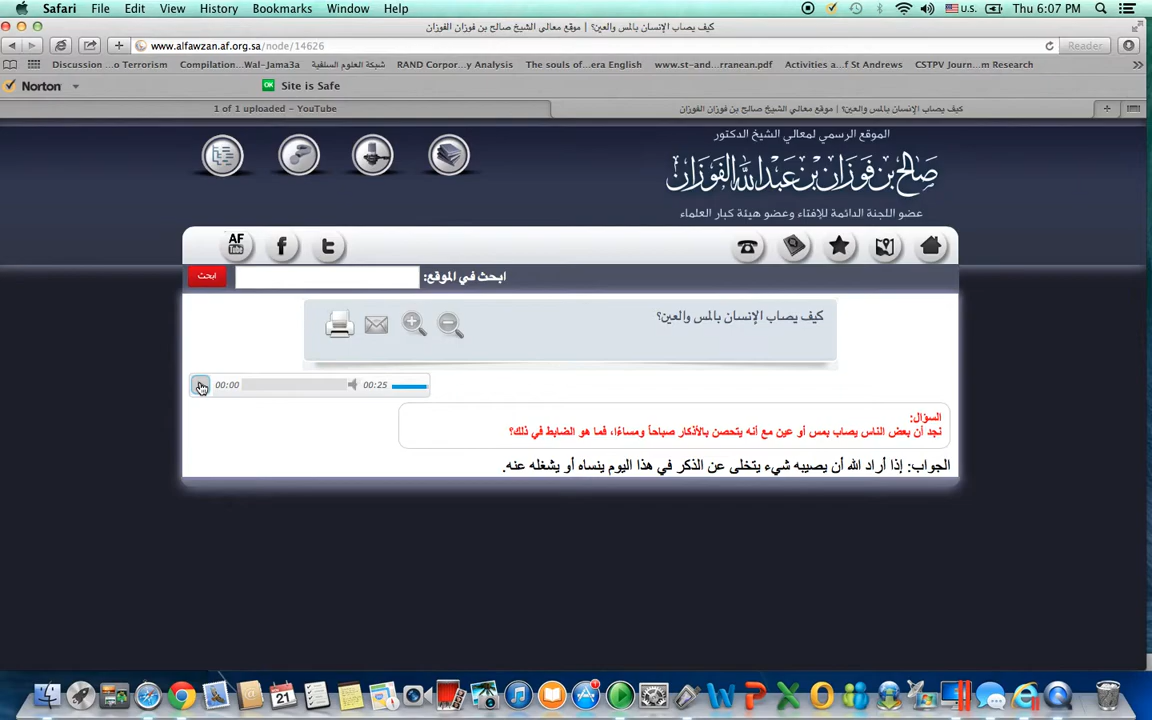 Safari File Edit View History Bookmarks Window Help U.S. Thu 6:07 PM
كيف يصاب الإنسان بالمس والعين؟ | موقع معالي الشيخ صالح بن فوزان الفوزان
www.alfawzan.af.org.sa/node/14626 Reader
Discussion ...o Terrorism Compilation...Wal-Jama3a شبكة العلوم السلفية RAND Corpor...y Analysis The souls of...era English www.st-and...rranean.pdf Activities a...f St Andrews CSTPV Journ...m Research
Norton OK Site is Safe
1 of 1 uploaded – YouTube
كيف يصاب الإنسان بالمس والعين؟ | موقع معالي الشيخ صالح بن فوزان الفوزان
الموقع الرسمي لمعالي الشيخ الدكتور
صالح بن فوزان بن عبدالله الفوزان
عضو اللجنة الدائمة للإفتاء وعضو هيئة كبار العلماء
AF Tube
ابحث في الموقع:
ابحث
كيف يصاب الإنسان بالمس والعين؟
00:00 00:25
السؤال:
نجد أن بعض الناس يصاب بمس أو عين مع أنه يتحصن بالأذكار صباحاً ومساءًا، فما هو الضابط في ذلك؟
الجواب: إذا أراد الله أن يصيبه شيء يتخلى عن الذكر في هذا اليوم ينساه أو يشغله عنه.